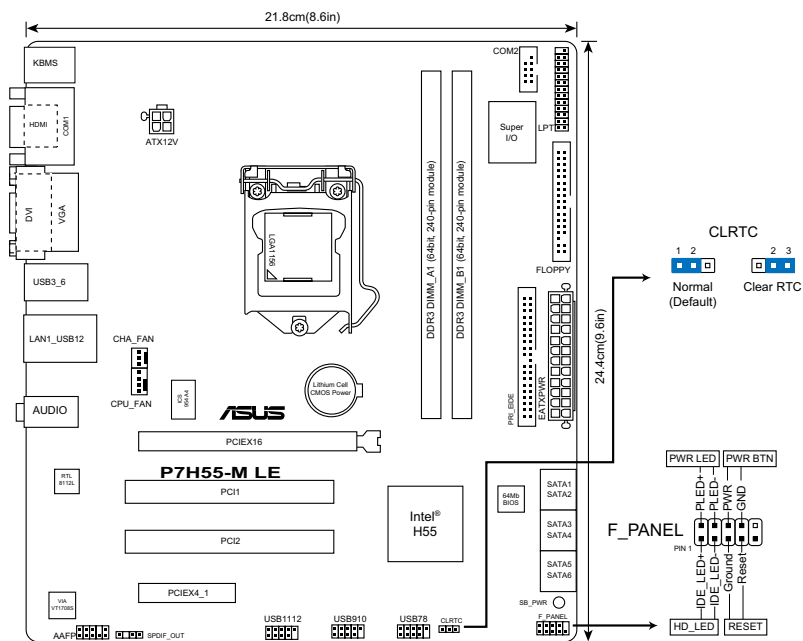 21.8cm(8.6in)
KBMS
COM2
HDMI
COM1
ATX12V
Super
I/O
LPT
DDR3 DIMM_A1 (64bit, 240-pin module)
DDR3 DIMM_B1 (64bit, 240-pin module)
DVI
VGA
LGA1156
CLRTC
1 2
2 3
Normal
(Default)
Clear RTC
USB3_6
FLOPPY
24.4cm(9.6in)
LAN1_USB12
CHA_FAN
CPU_FAN
ICS
954A4
Lithium Cell
CMOS Power
PRI_EIDE
EATXPWR
AUDIO
ASUS
PCIEX16
P7H55-M LE
RTL
8112L
PCI1
PCI2
Intel®
H55
64Mb
BIOS
SATA1
SATA2
SATA3
SATA4
SATA5
SATA6
PWR LED
PWR BTN
PLED+
PLED-
PWR
GND
F_PANEL
PIN 1
IDE_LED+
IDE_LED-
Ground
Reset
HD_LED
RESET
PCIEX4_1
VIA
VT1708S
SB_PWR
AAFP
SPDIF_OUT
USB1112
USB910
USB78
CLRTC
F_PANEL